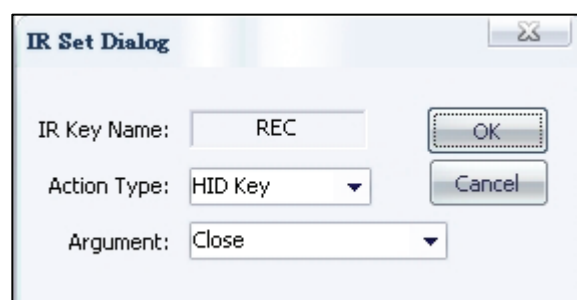 IR Set Dialog
IR Key Name: REC OK
Action Type: HID Key Cancel
Argument: Close